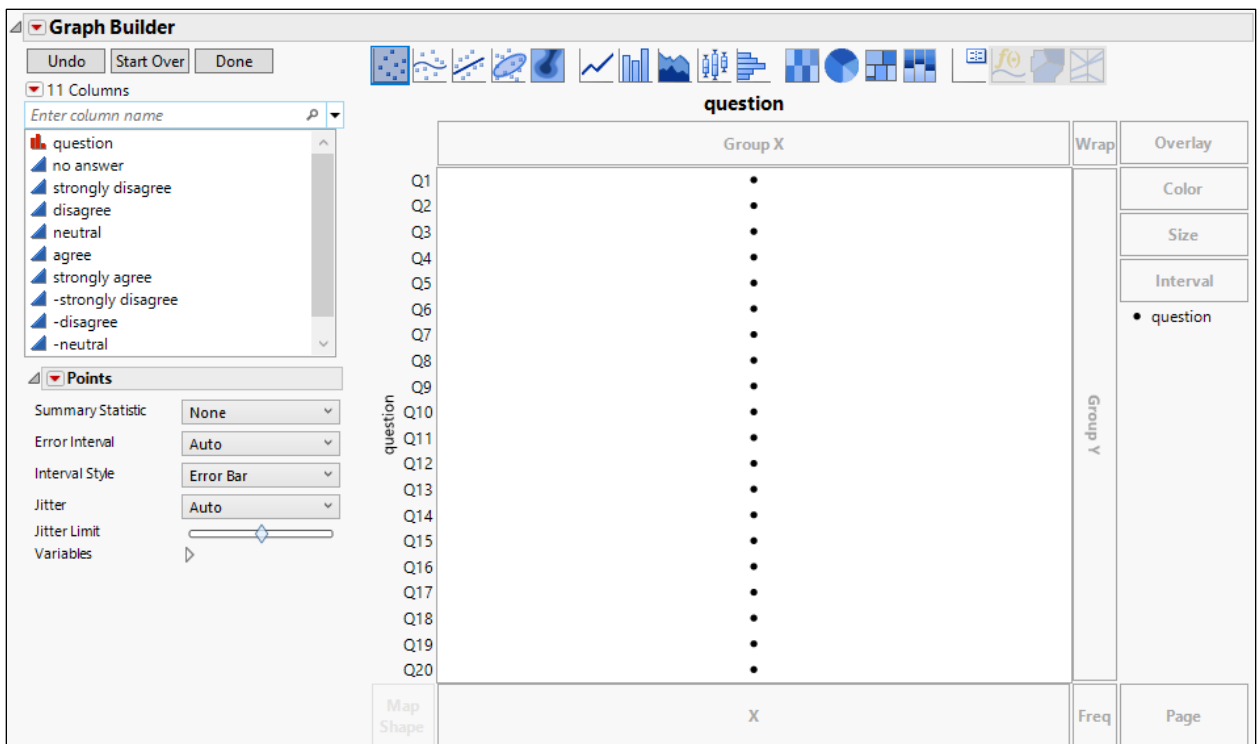 Graph Builder
Undo Start Over Done
11 Columns
Enter column name
question
no answer
strongly disagree
disagree
neutral
agree
strongly agree
-strongly disagree
-disagree
-neutral
Points
Summary Statistic None
Error Interval Auto
Interval Style Error Bar
Jitter Auto
Jitter Limit
Variables
question
Group X Wrap Overlay
Color
Size
Interval
question
Q1
Q2
Q3
Q4
Q5
Q6
Q7
Q8
Q9
Q10
Q11
Q12
Q13
Q14
Q15
Q16
Q17
Q18
Q19
Q20
question
Group Y
Map Shape
X Freq Page